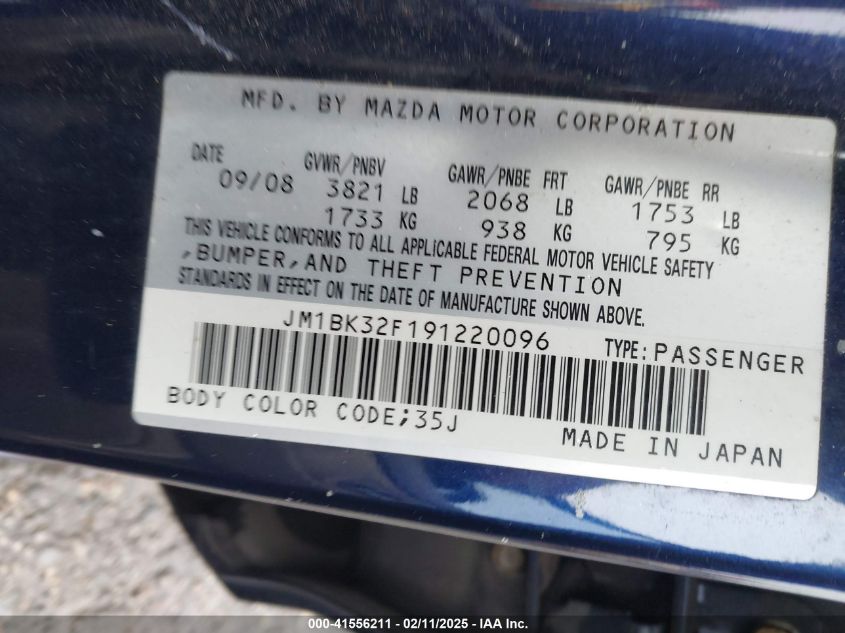 MFD. BY MAZDA MOTOR CORPORATION
DATE GVWR/PNBV GAWR/PNBE FRT GAWR/PNBE RR
09/08 3821 LB 2068 LB 1753 LB
1733 KG 938 KG 795 KG
THIS VEHICLE CONFORMS TO ALL APPLICABLE FEDERAL MOTOR VEHICLE SAFETY
,BUMPER,AND THEFT PREVENTION
STANDARDS IN EFFECT ON THE DATE OF MANUFACTURE SHOWN ABOVE.
JM1BK32F191220096 TYPE:PASSENGER
BODY COLOR CODE;35J
MADE IN JAPAN
000-41556211 - 02/11/2025 - IAA Inc.